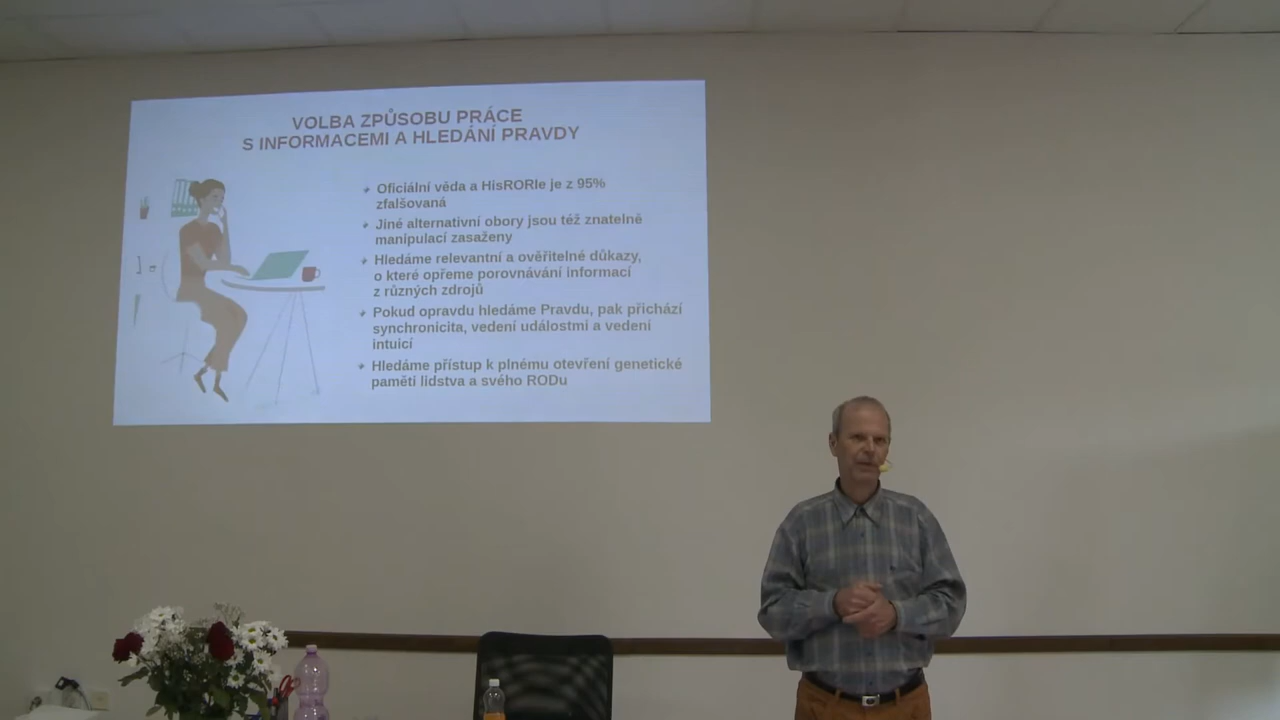 VOLBA ZPŮSOBU PRÁCE
S INFORMACEMI A HLEDÁNÍ PRAVDY
Oficiální věda a HisRORIe je z 95%
zfalšovaná
Jiné alternativní obory jsou též znatelně
manipulací zasaženy
Hledáme relevantní a ověřitelné důkazy,
o které opřeme porovnávání informací
z různých zdrojů
Pokud opravdu hledáme Pravdu, pak přichází
synchronicita, vedení událostmi a vedení
intuicí
Hledáme přístup k plnému otevření genetické
paměti lidstva a svého RODu